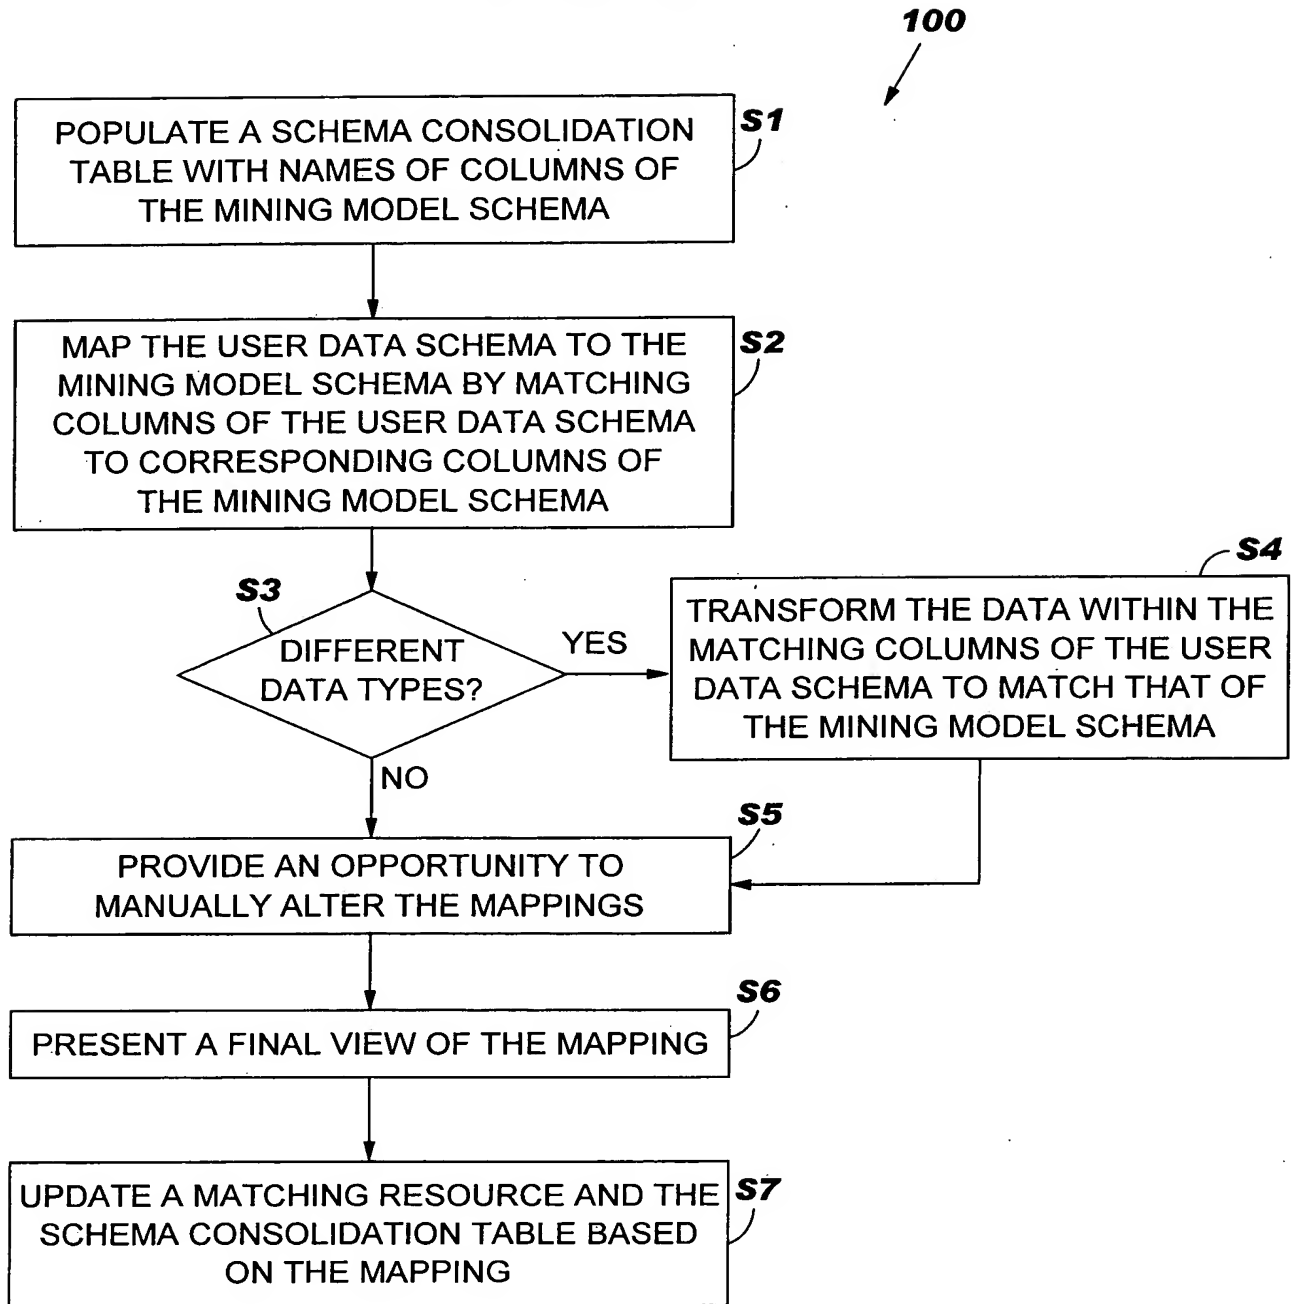 100
S1
POPULATE A SCHEMA CONSOLIDATION
TABLE WITH NAMES OF COLUMNS OF
THE MINING MODEL SCHEMA
S2
MAP THE USER DATA SCHEMA TO THE
MINING MODEL SCHEMA BY MATCHING
COLUMNS OF THE USER DATA SCHEMA
TO CORRESPONDING COLUMNS OF
THE MINING MODEL SCHEMA
S3
DIFFERENT
DATA TYPES?
YES
S4
TRANSFORM THE DATA WITHIN THE
MATCHING COLUMNS OF THE USER
DATA SCHEMA TO MATCH THAT OF
THE MINING MODEL SCHEMA
NO
S5
PROVIDE AN OPPORTUNITY TO
MANUALLY ALTER THE MAPPINGS
S6
PRESENT A FINAL VIEW OF THE MAPPING
S7
UPDATE A MATCHING RESOURCE AND THE
SCHEMA CONSOLIDATION TABLE BASED
ON THE MAPPING